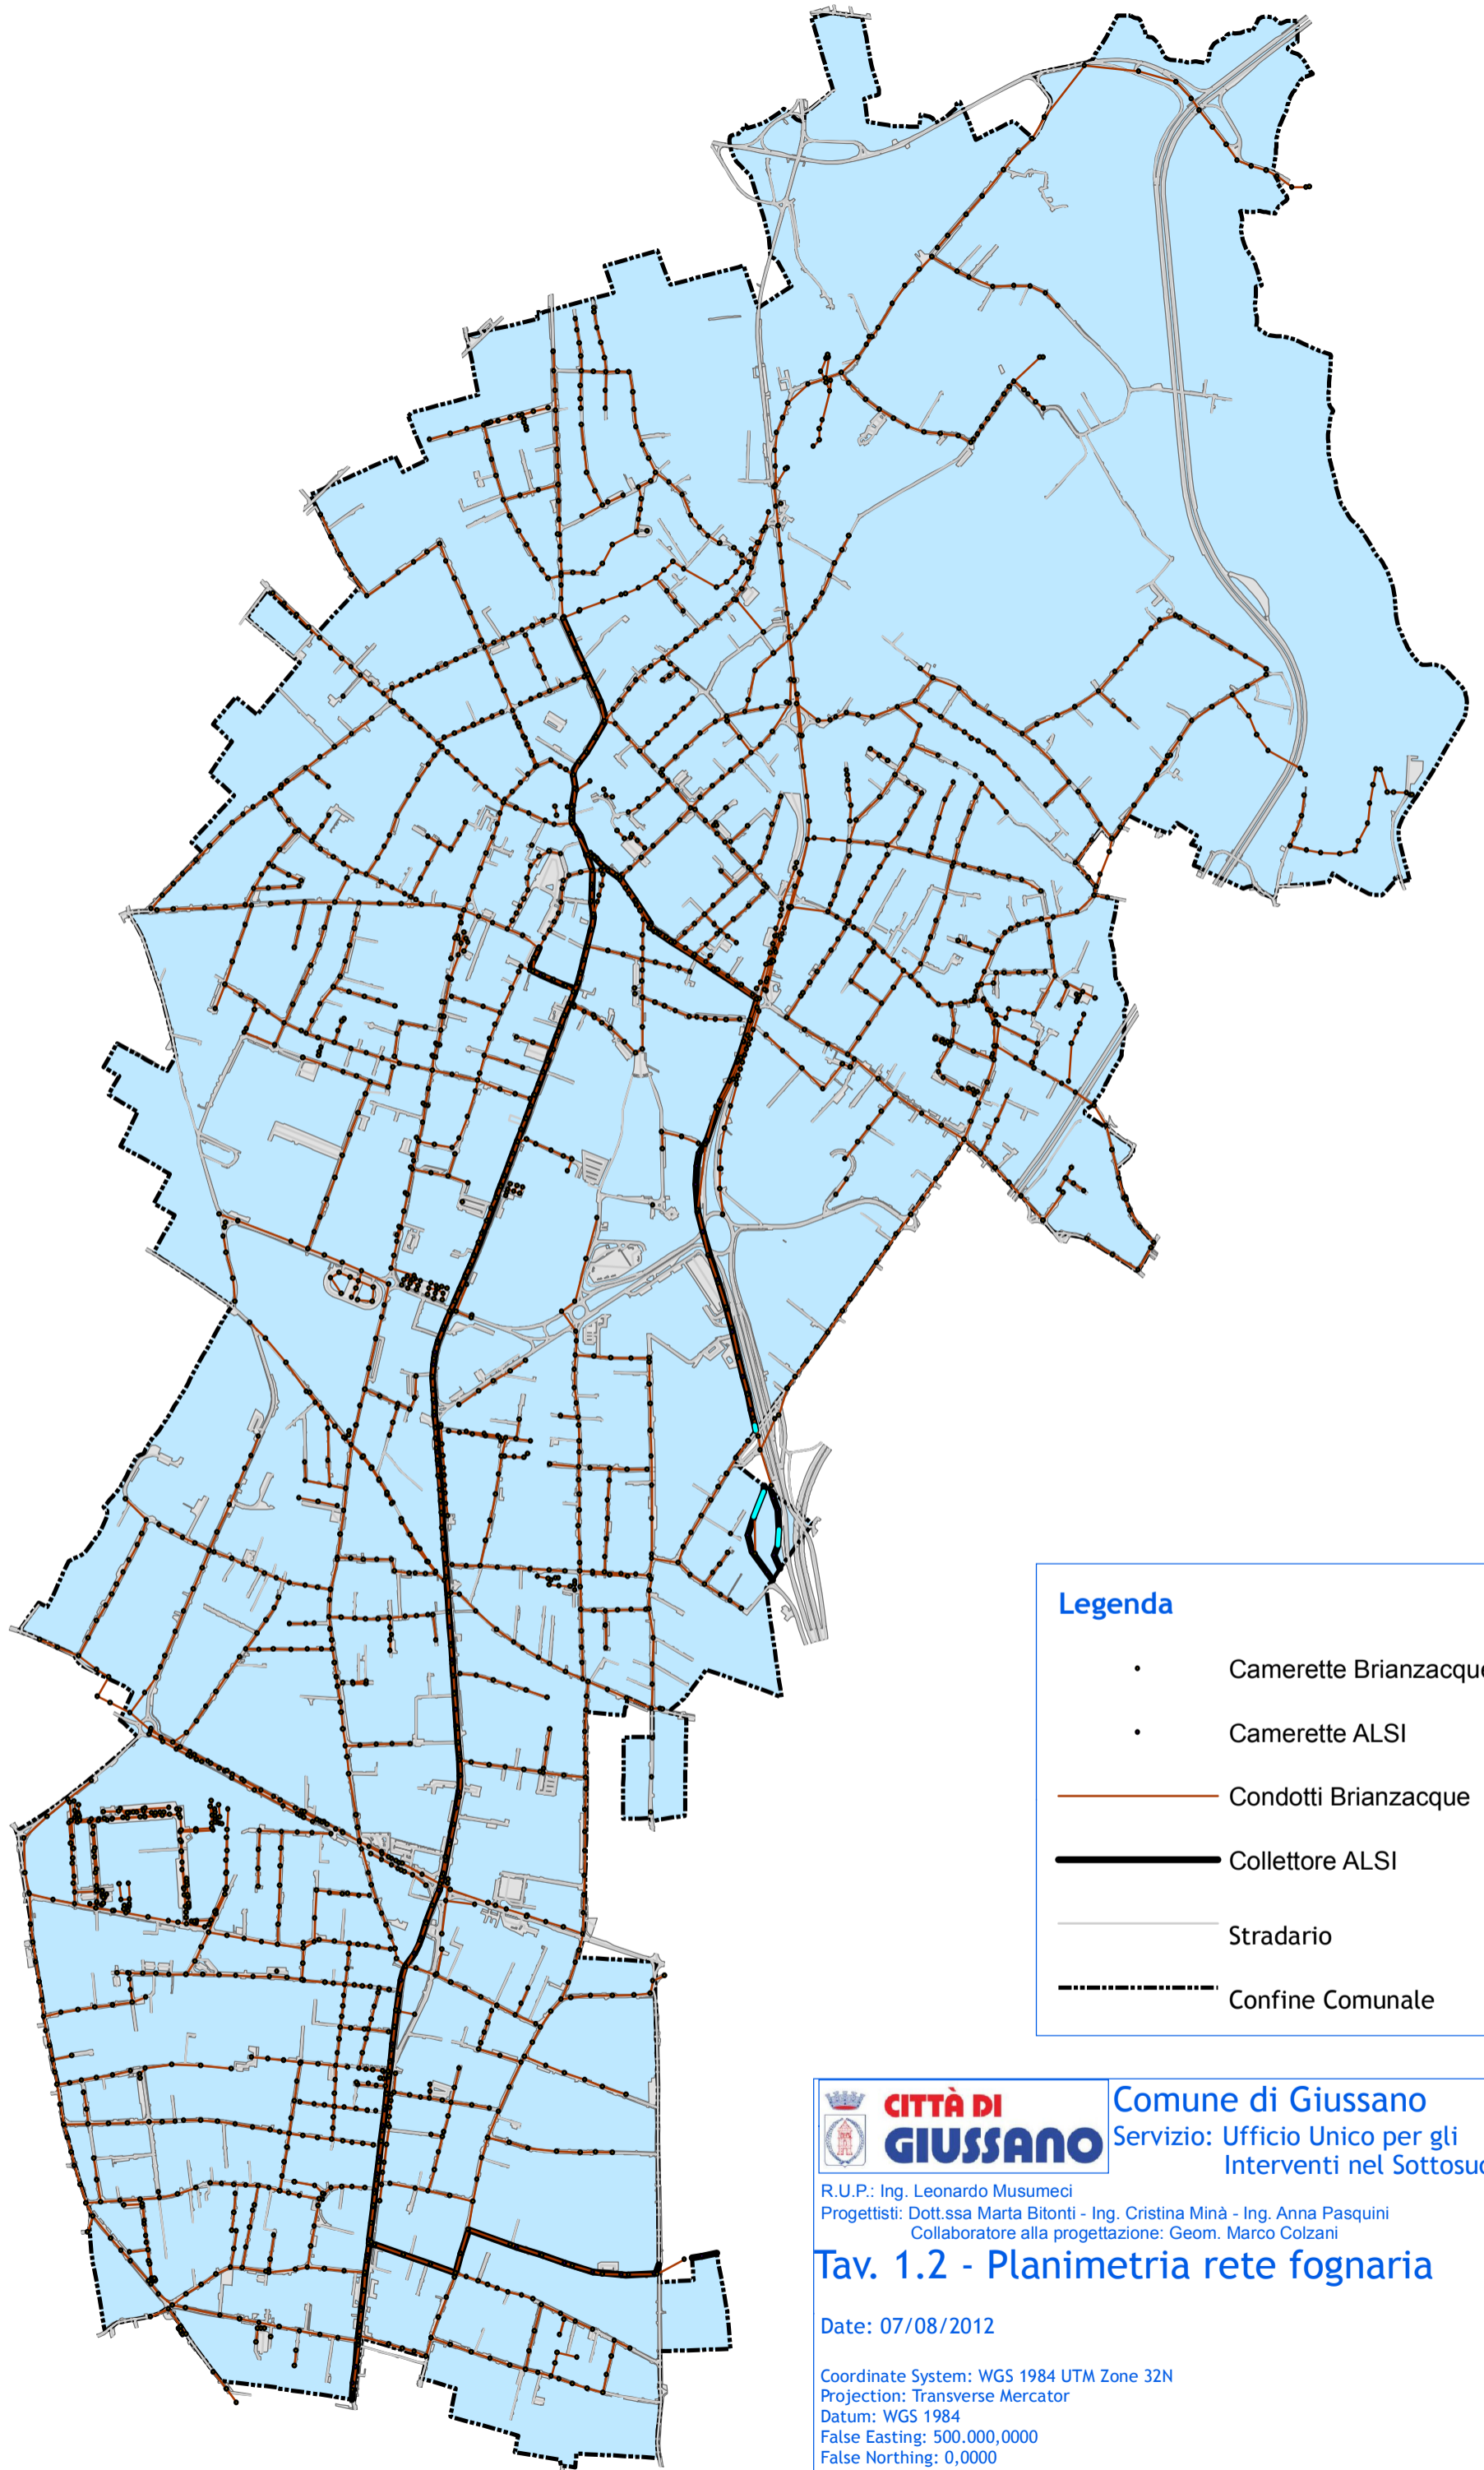 Legenda
Camerette Brianzacque
Camerette ALSI
Condotti Brianzacque
Collettore ALSI
Stradario
Confine Comunale
CITTÀ DI
GIUSSANO
Comune di Giussano
Servizio: Ufficio Unico per gli
Interventi nel Sottosuo
R.U.P.: Ing. Leonardo Musumeci
Progettisti: Dott.ssa Marta Bitonti - Ing. Cristina Minà - Ing. Anna Pasquini
Collaboratore alla progettazione: Geom. Marco Colzani
Tav. 1.2 - Planimetria rete fognaria
Date: 07/08/2012
Coordinate System: WGS 1984 UTM Zone 32N
Projection: Transverse Mercator
Datum: WGS 1984
False Easting: 500.000,0000
False Northing: 0,0000